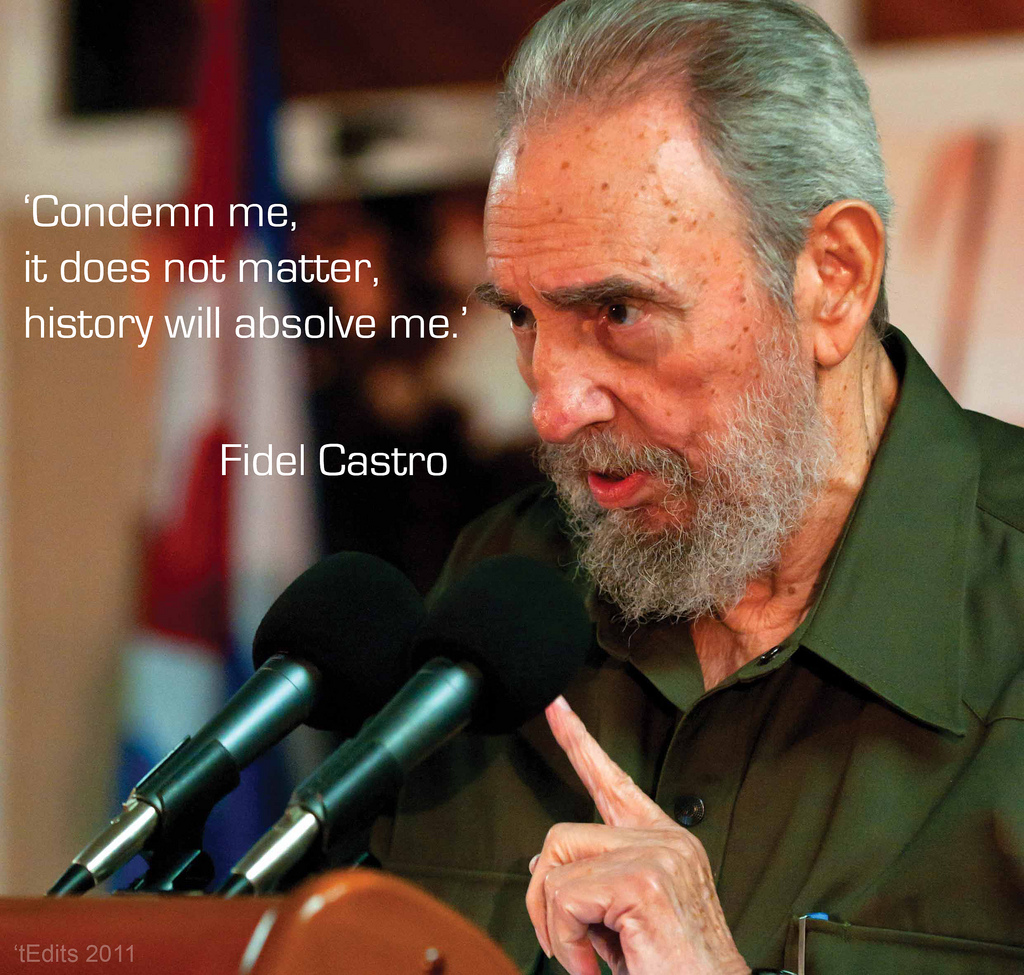 ‘Condemn me,
it does not matter,
history will absolve me.’
Fidel Castro
‘tEdits 2011